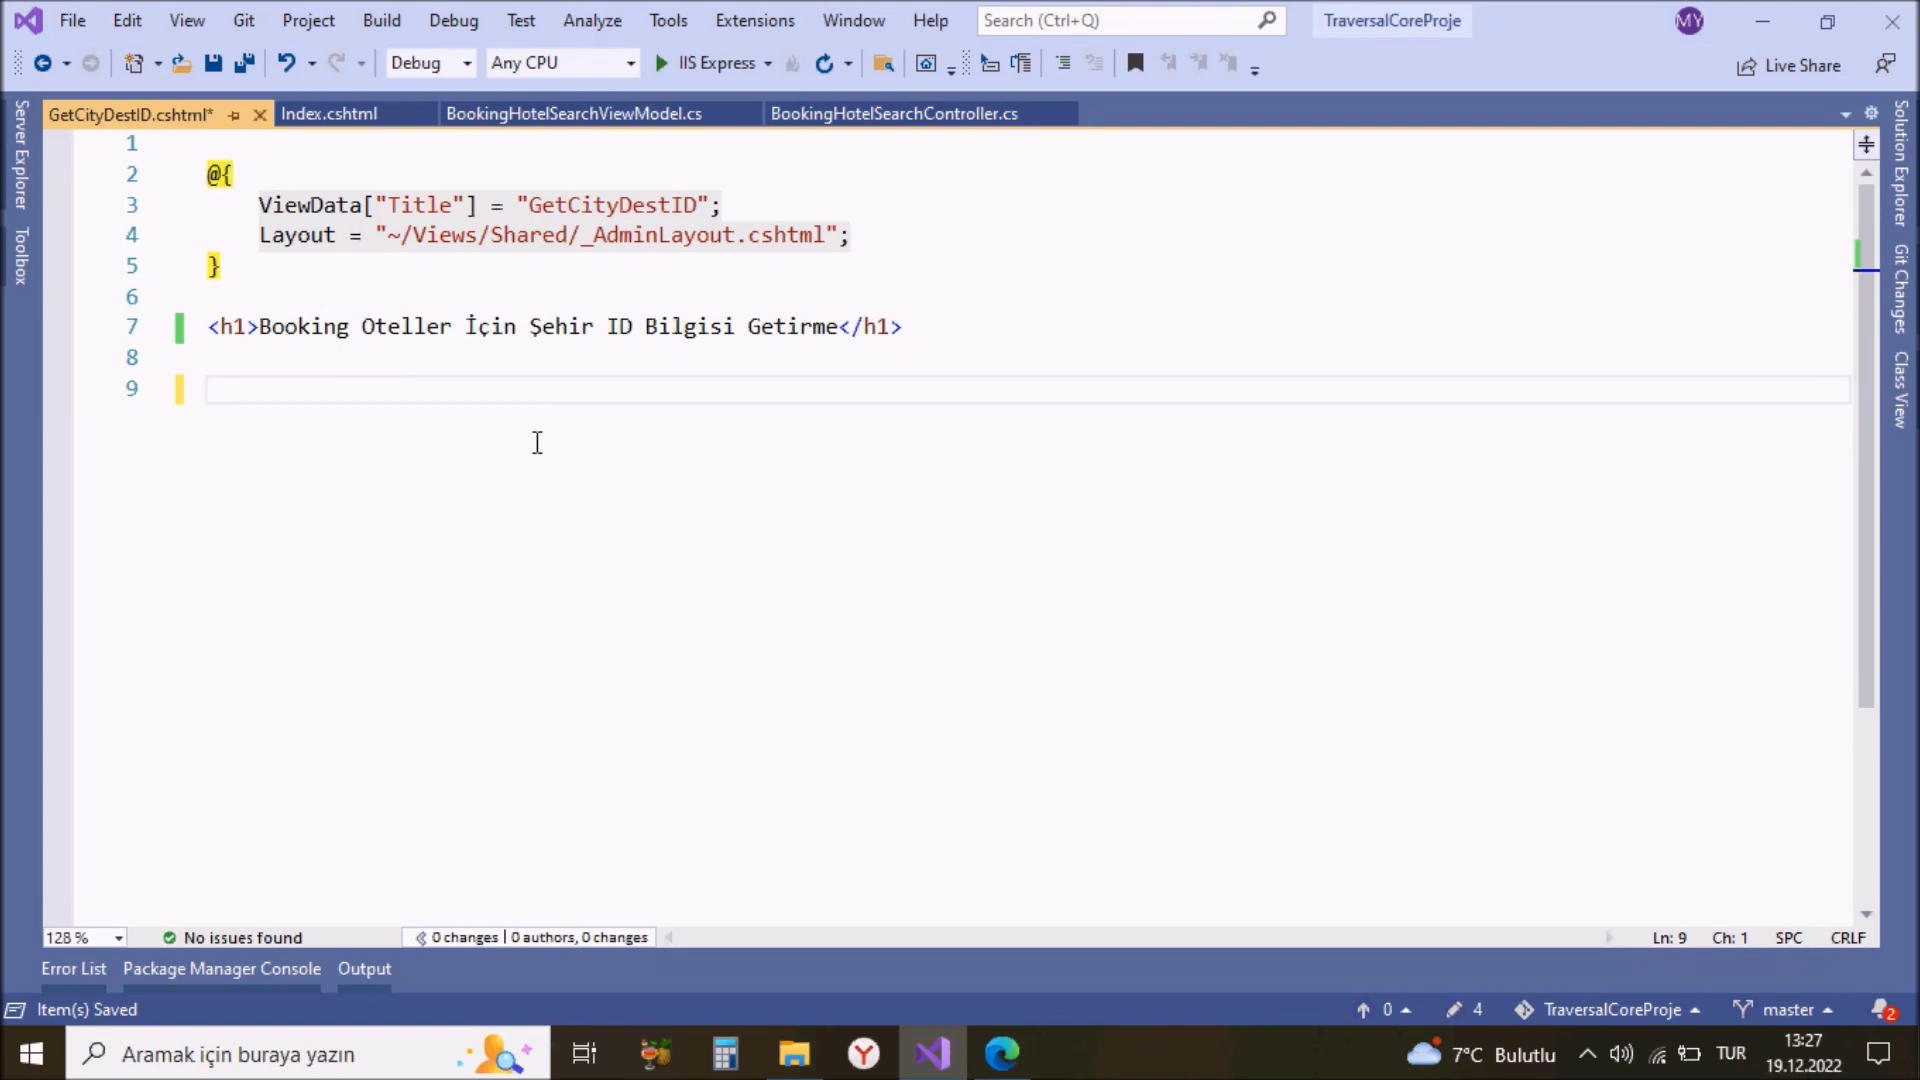 File Edit View Git Project Build Debug Test Analyze Tools Extensions Window Help Search (Ctrl+Q) TraversalCoreProje MY
Debug Any CPU IIS Express Live Share
GetCityDestID.cshtml* Index.cshtml BookingHotelSearchViewModel.cs BookingHotelSearchController.cs
Server Explorer
Toolbox
Solution Explorer
Git Changes
Class View
1
2 @{
3 ViewData["Title"] = "GetCityDestID";
4 Layout = "~/Views/Shared/_AdminLayout.cshtml";
5 }
6
7 <h1>Booking Oteller İçin Şehir ID Bilgisi Getirme</h1>
8
9
128 % No issues found 0 changes | 0 authors, 0 changes Ln: 9 Ch: 1 SPC CRLF
Error List Package Manager Console Output
Item(s) Saved 0 4 TraversalCoreProje master 2
Aramak için buraya yazın 7°C Bulutlu TUR 13:27
19.12.2022